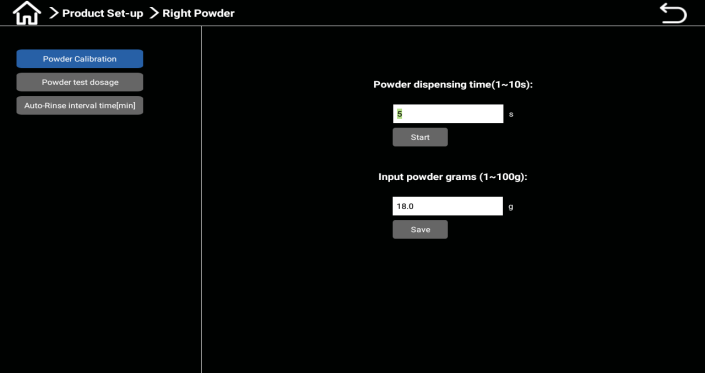 Product Set-up
Right Powder
Powder Calibration
Powder test dosage
Auto-Rinse interval time[min]
Powder dispensing time(1~10s):
5 s
Start
Input powder grams (1~100g):
18.0 g
Save